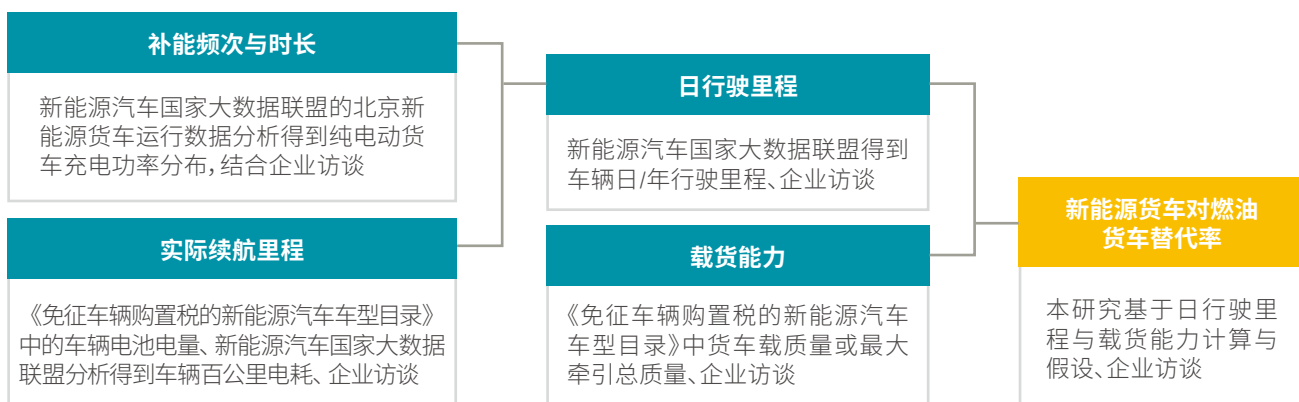 补能频次与时长
新能源汽车国家大数据联盟的北京新
能源货车运行数据分析得到纯电动货
车充电功率分布，结合企业访谈
实际续航里程
《免征车辆购置税的新能源汽车车型目录》
中的车辆电池电量、新能源汽车国家大数据
联盟分析得到车辆百公里电耗、企业访谈
日行驶里程
新能源汽车国家大数据联盟得到
车辆日/年行驶里程、企业访谈
载货能力
《免征车辆购置税的新能源汽车
车型目录》中货车载质量或最大
牵引总质量、企业访谈
新能源货车对燃油
货车替代率
本研究基于日行驶里
程与载货能力计算与
假设、企业访谈